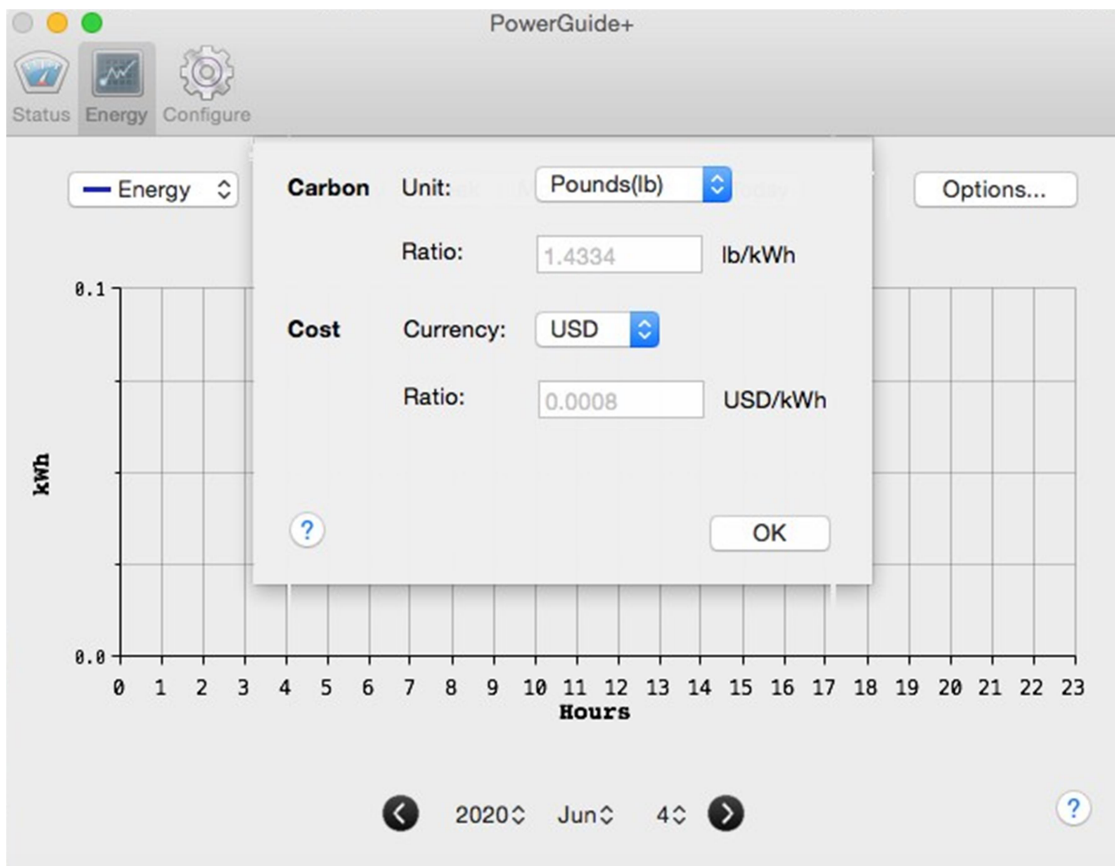 PowerGuide+
Status Energy Configure
Energy
Options...
Carbon Unit: Pounds(lb)
Ratio: 1.4334 lb/kWh
Cost Currency: USD
Ratio: 0.0008 USD/kWh
? OK
0.1
kWh
0.0
0 1 2 3 4 5 6 7 8 9 10 11 12 13 14 15 16 17 18 19 20 21 22 23
Hours
2020 Jun 4
?